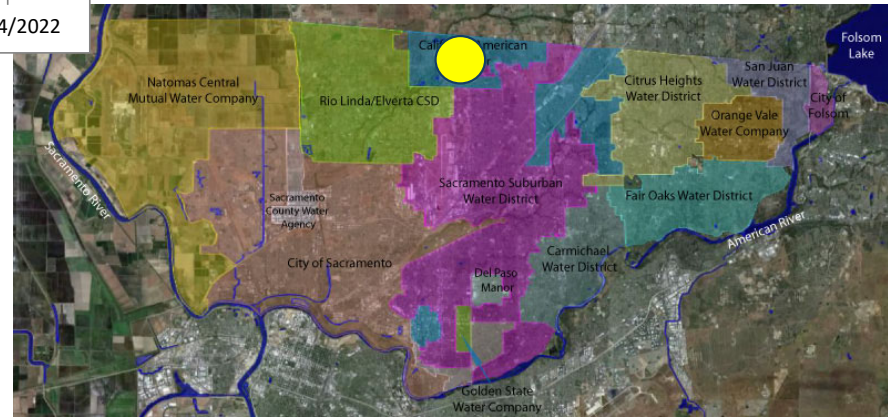 4/2022
Folsom
Lake
American
San Juan
Water District
Natomas Central
Mutual Water Company
Citrus Heights
Water District
Rio Linda/Elverta CSD
City of
Folsom
Orange Vale
Water Company
Sacramento River
Sacramento Suburban
Water District
Sacramento
County Water
Agency
Fair Oaks Water District
American River
City of Sacramento
Carmichael
Water District
Del Paso
Manor
Golden State
Water Company